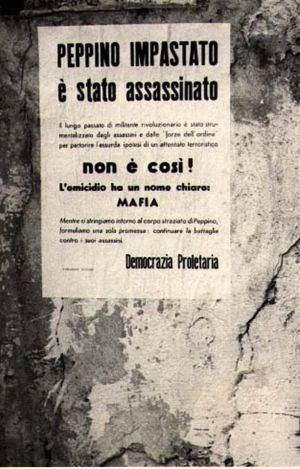 PEPPINO IMPASTATO
è stato assassinato
Il lungo passato di militante rivoluzionario è stato stru-
mentalizzato dagli assassini e dalle "forze dell'ordine"
per partorire l'assurda ipotesi di un attentato terroristico
non è così!
L'omicidio ha un nome chiaro:
MAFIA
Mentre ci stringiamo intorno al corpo straziato di Peppino,
formuliamo una sola promessa: continuare la battaglia
contro i suoi assassini.
Democrazia Proletaria